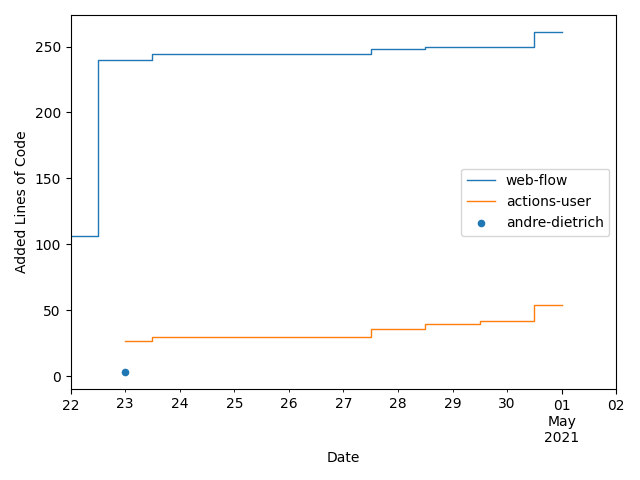 250
200
150
100
50
0
Added Lines of Code
web-flow
actions-user
andre-dietrich
22 23 24 25 26 27 28 29 30 01 02
May
2021
Date